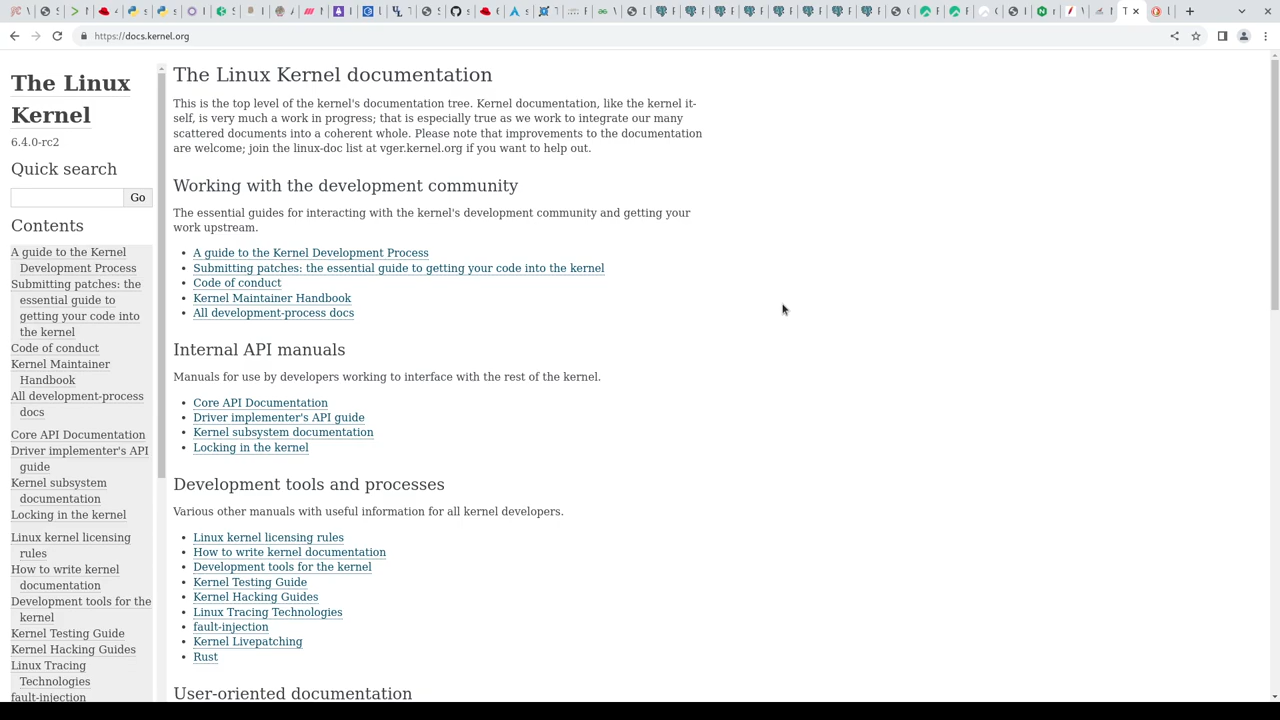 https://docs.kernel.org
The Linux
Kernel
6.4.0-rc2
Quick search
Go
Contents
A guide to the Kernel
Development Process
Submitting patches: the
essential guide to
getting your code into
the kernel
Code of conduct
Kernel Maintainer
Handbook
All development-process
docs
Core API Documentation
Driver implementer's API
guide
Kernel subsystem
documentation
Locking in the kernel
Linux kernel licensing
rules
How to write kernel
documentation
Development tools for the
kernel
Kernel Testing Guide
Kernel Hacking Guides
Linux Tracing
Technologies
fault-injection
The Linux Kernel documentation
This is the top level of the kernel's documentation tree. Kernel documentation, like the kernel it-
self, is very much a work in progress; that is especially true as we work to integrate our many
scattered documents into a coherent whole. Please note that improvements to the documentation
are welcome; join the linux-doc list at vger.kernel.org if you want to help out.
Working with the development community
The essential guides for interacting with the kernel's development community and getting your
work upstream.
• A guide to the Kernel Development Process
• Submitting patches: the essential guide to getting your code into the kernel
• Code of conduct
• Kernel Maintainer Handbook
• All development-process docs
Internal API manuals
Manuals for use by developers working to interface with the rest of the kernel.
• Core API Documentation
• Driver implementer's API guide
• Kernel subsystem documentation
• Locking in the kernel
Development tools and processes
Various other manuals with useful information for all kernel developers.
• Linux kernel licensing rules
• How to write kernel documentation
• Development tools for the kernel
• Kernel Testing Guide
• Kernel Hacking Guides
• Linux Tracing Technologies
• fault-injection
• Kernel Livepatching
• Rust
User-oriented documentation